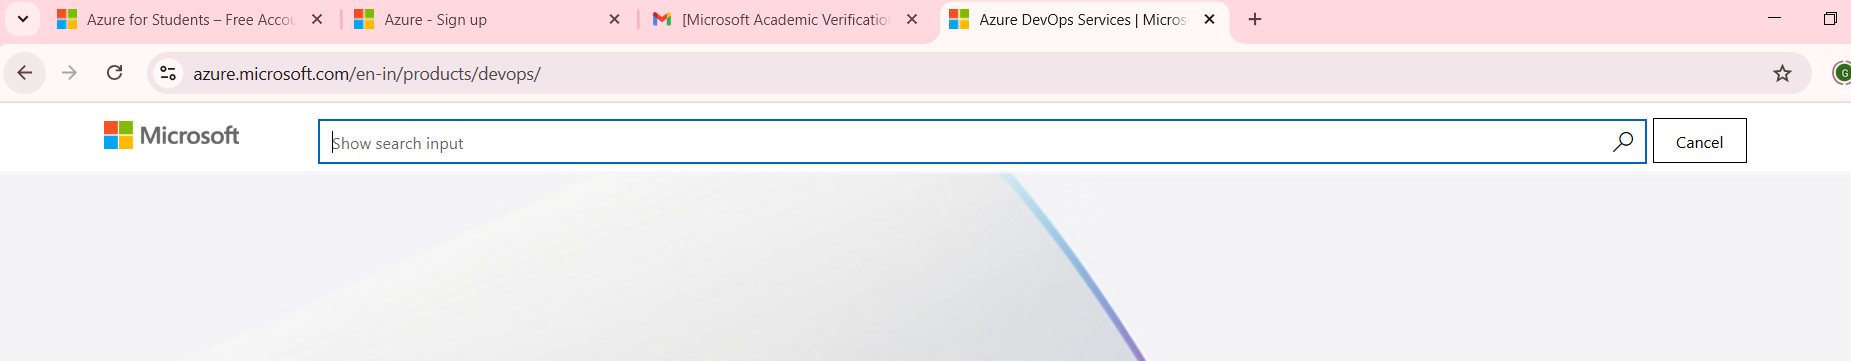 Azure for Students – Free Accou
Azure - Sign up
[Microsoft Academic Verificatio
Azure DevOps Services | Micros
azure.microsoft.com/en-in/products/devops/
G
Microsoft
Show search input
Cancel